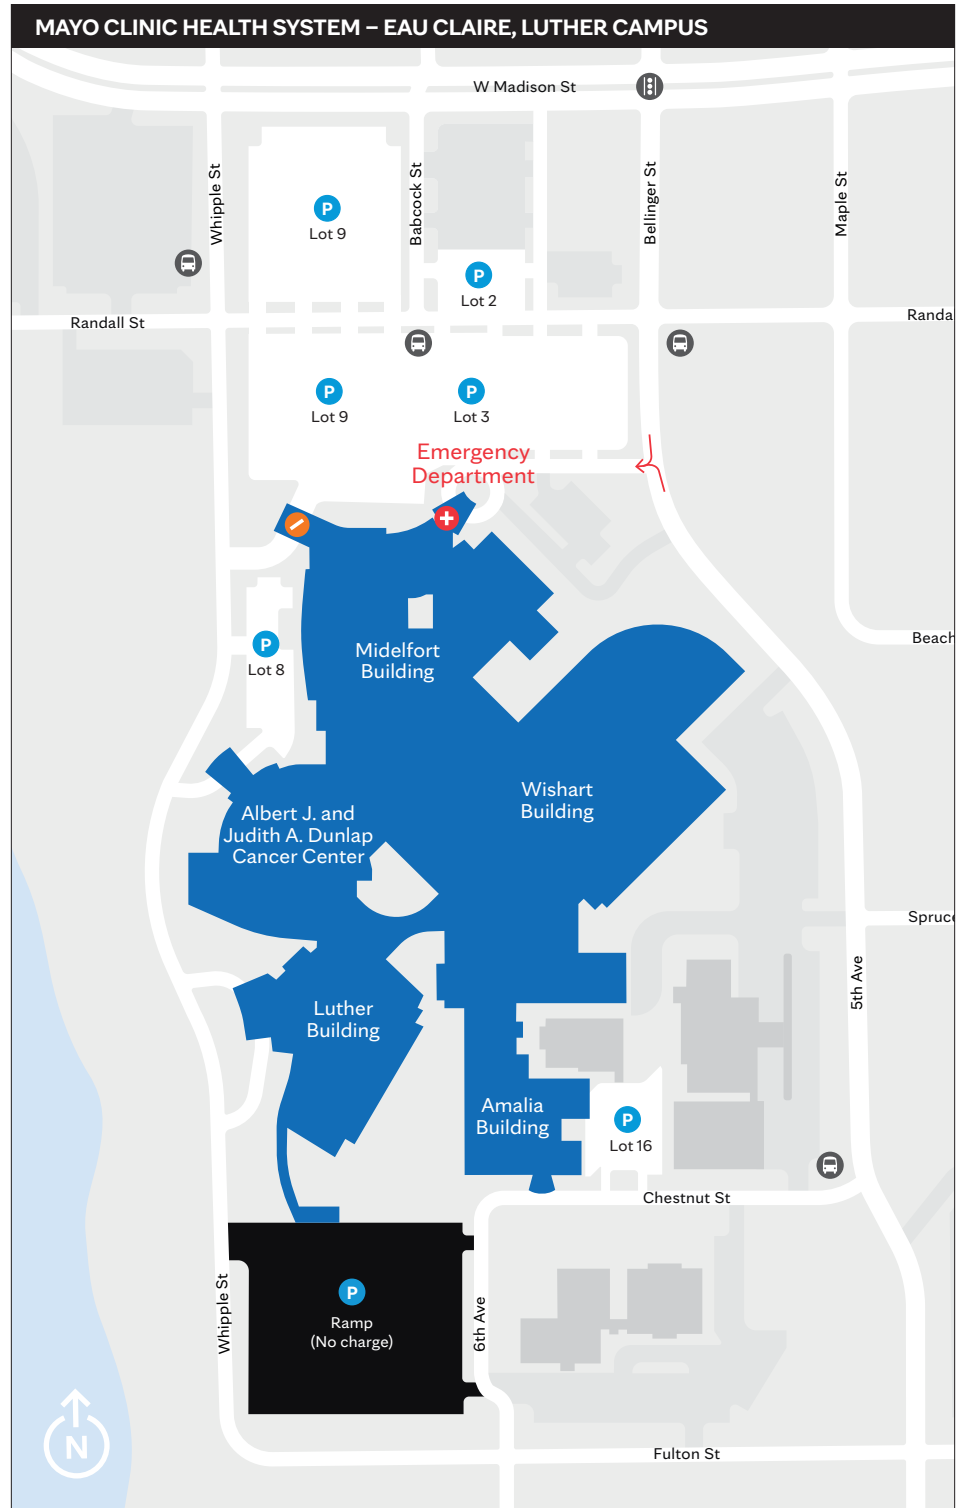 MAYO CLINIC HEALTH SYSTEM – EAU CLAIRE, LUTHER CAMPUS
W Madison St
Whipple St
Babcock St
Bellinger St
Maple St
P
Lot 9
P
Lot 2
Randall St
Randa
P
Lot 9
P
Lot 3
Emergency
Department
Beach
P
Lot 8
Midelfort
Building
Wishart
Building
Albert J. and
Judith A. Dunlap
Cancer Center
Spruce
5th Ave
Luther
Building
Amalia
Building
P
Lot 16
Chestnut St
Whipple St
P
Ramp
(No charge)
6th Ave
N
Fulton St